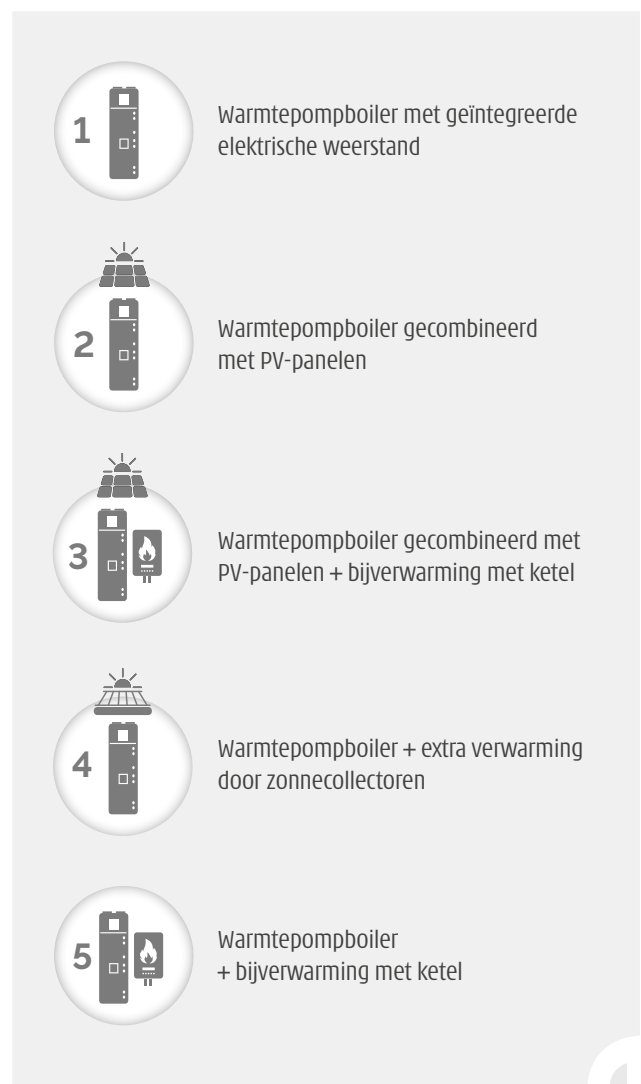 1
Warmtepompboiler met geïntegreerde
elektrische weerstand
2
Warmtepompboiler gecombineerd
met PV-panelen
3
Warmtepompboiler gecombineerd met
PV-panelen + bijverwarming met ketel
4
Warmtepompboiler + extra verwarming
door zonnecollectoren
5
Warmtepompboiler
+ bijverwarming met ketel